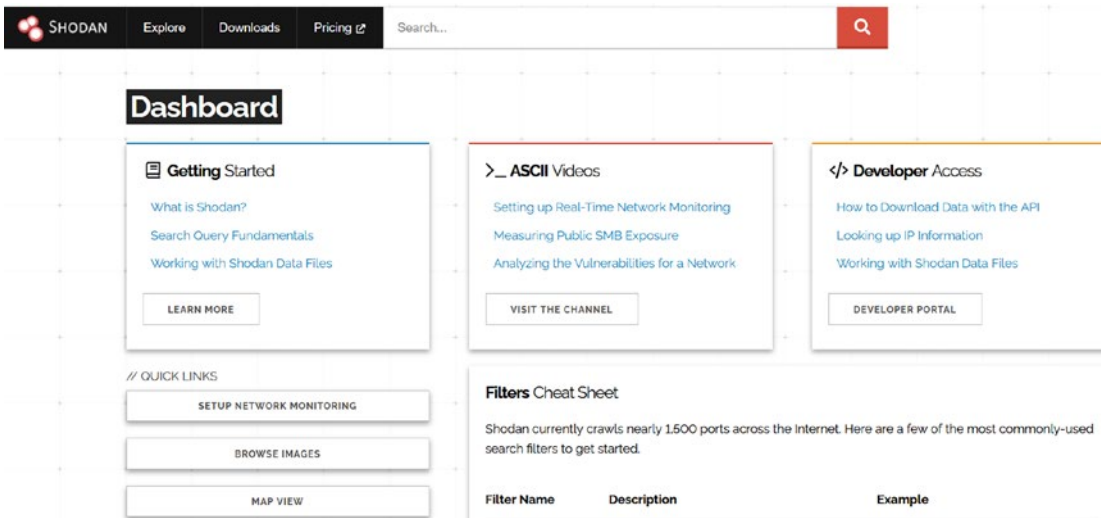 SHODAN Explore Downloads Pricing Search...
Dashboard
Getting Started
What is Shodan?
Search Query Fundamentals
Working with Shodan Data Files
LEARN MORE
>_ ASCII Videos
Setting up Real-Time Network Monitoring
Measuring Public SMB Exposure
Analyzing the Vulnerabilities for a Network
VISIT THE CHANNEL
</> Developer Access
How to Download Data with the API
Looking up IP Information
Working with Shodan Data Files
DEVELOPER PORTAL
// QUICK LINKS
SETUP NETWORK MONITORING
BROWSE IMAGES
MAP VIEW
Filters Cheat Sheet
Shodan currently crawls nearly 1,500 ports across the Internet. Here are a few of the most commonly-used
search filters to get started.
Filter Name Description Example